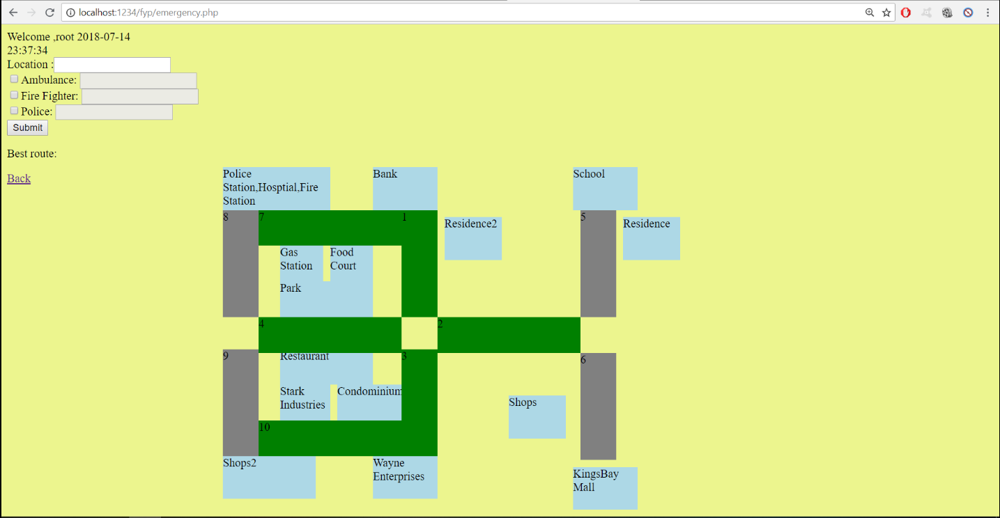 localhost:1234/fyp/emergency.php
Welcome ,root 2018-07-14
23:37:34
Location :
Ambulance:
Fire Fighter:
Police:
Submit
Best route:
Back
Police
Station,Hosptial,Fire
Station
Bank
School
8
7
1
5
Residence2
Residence
Gas
Station
Food
Court
Park
4
2
9
Restaurant
3
6
Stark
Industries
Condominium
Shops
10
Shops2
Wayne
Enterprises
KingsBay
Mall